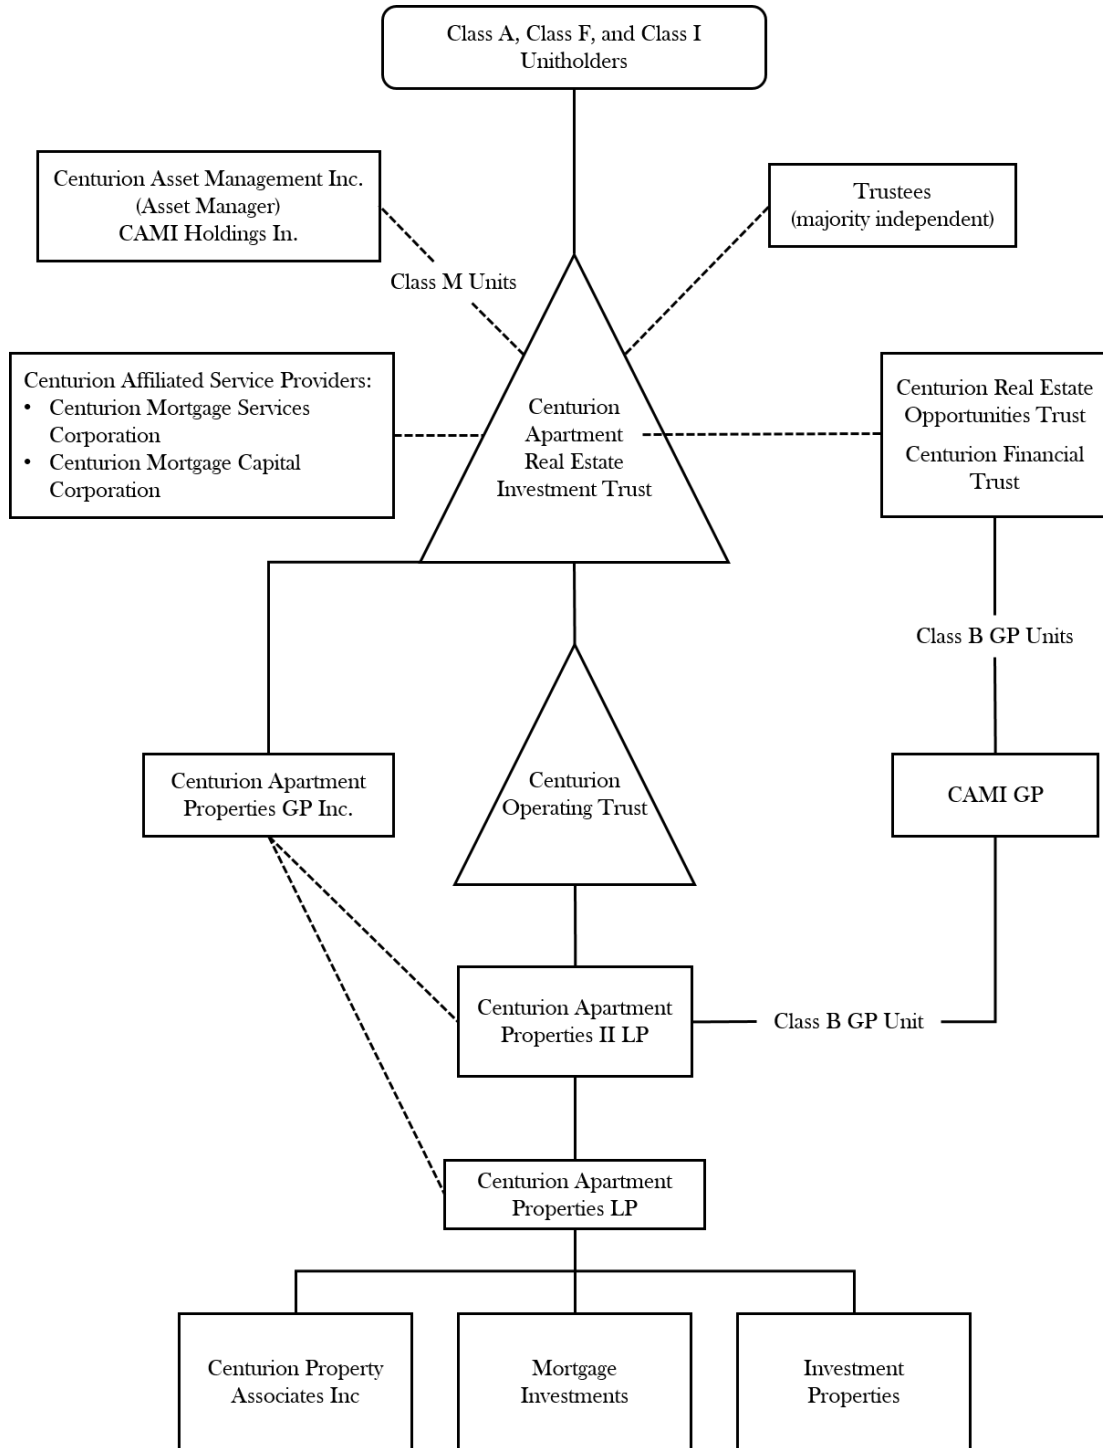 Class A, Class F, and Class I
Unitholders
Centurion Asset Management Inc.
(Asset Manager)
CAMI Holdings In.
Trustees
(majority independent)
Class M Units
Centurion Affiliated Service Providers:
• Centurion Mortgage Services
Corporation
• Centurion Mortgage Capital
Corporation
Centurion
Apartment
Real Estate
Investment Trust
Centurion Real Estate
Opportunities Trust
Centurion Financial
Trust
Class B GP Units
Centurion Apartment
Properties GP Inc.
Centurion
Operating Trust
CAMI GP
Centurion Apartment
Properties II LP
Class B GP Unit
Centurion Apartment
Properties LP
Centurion Property
Associates Inc
Mortgage
Investments
Investment
Properties